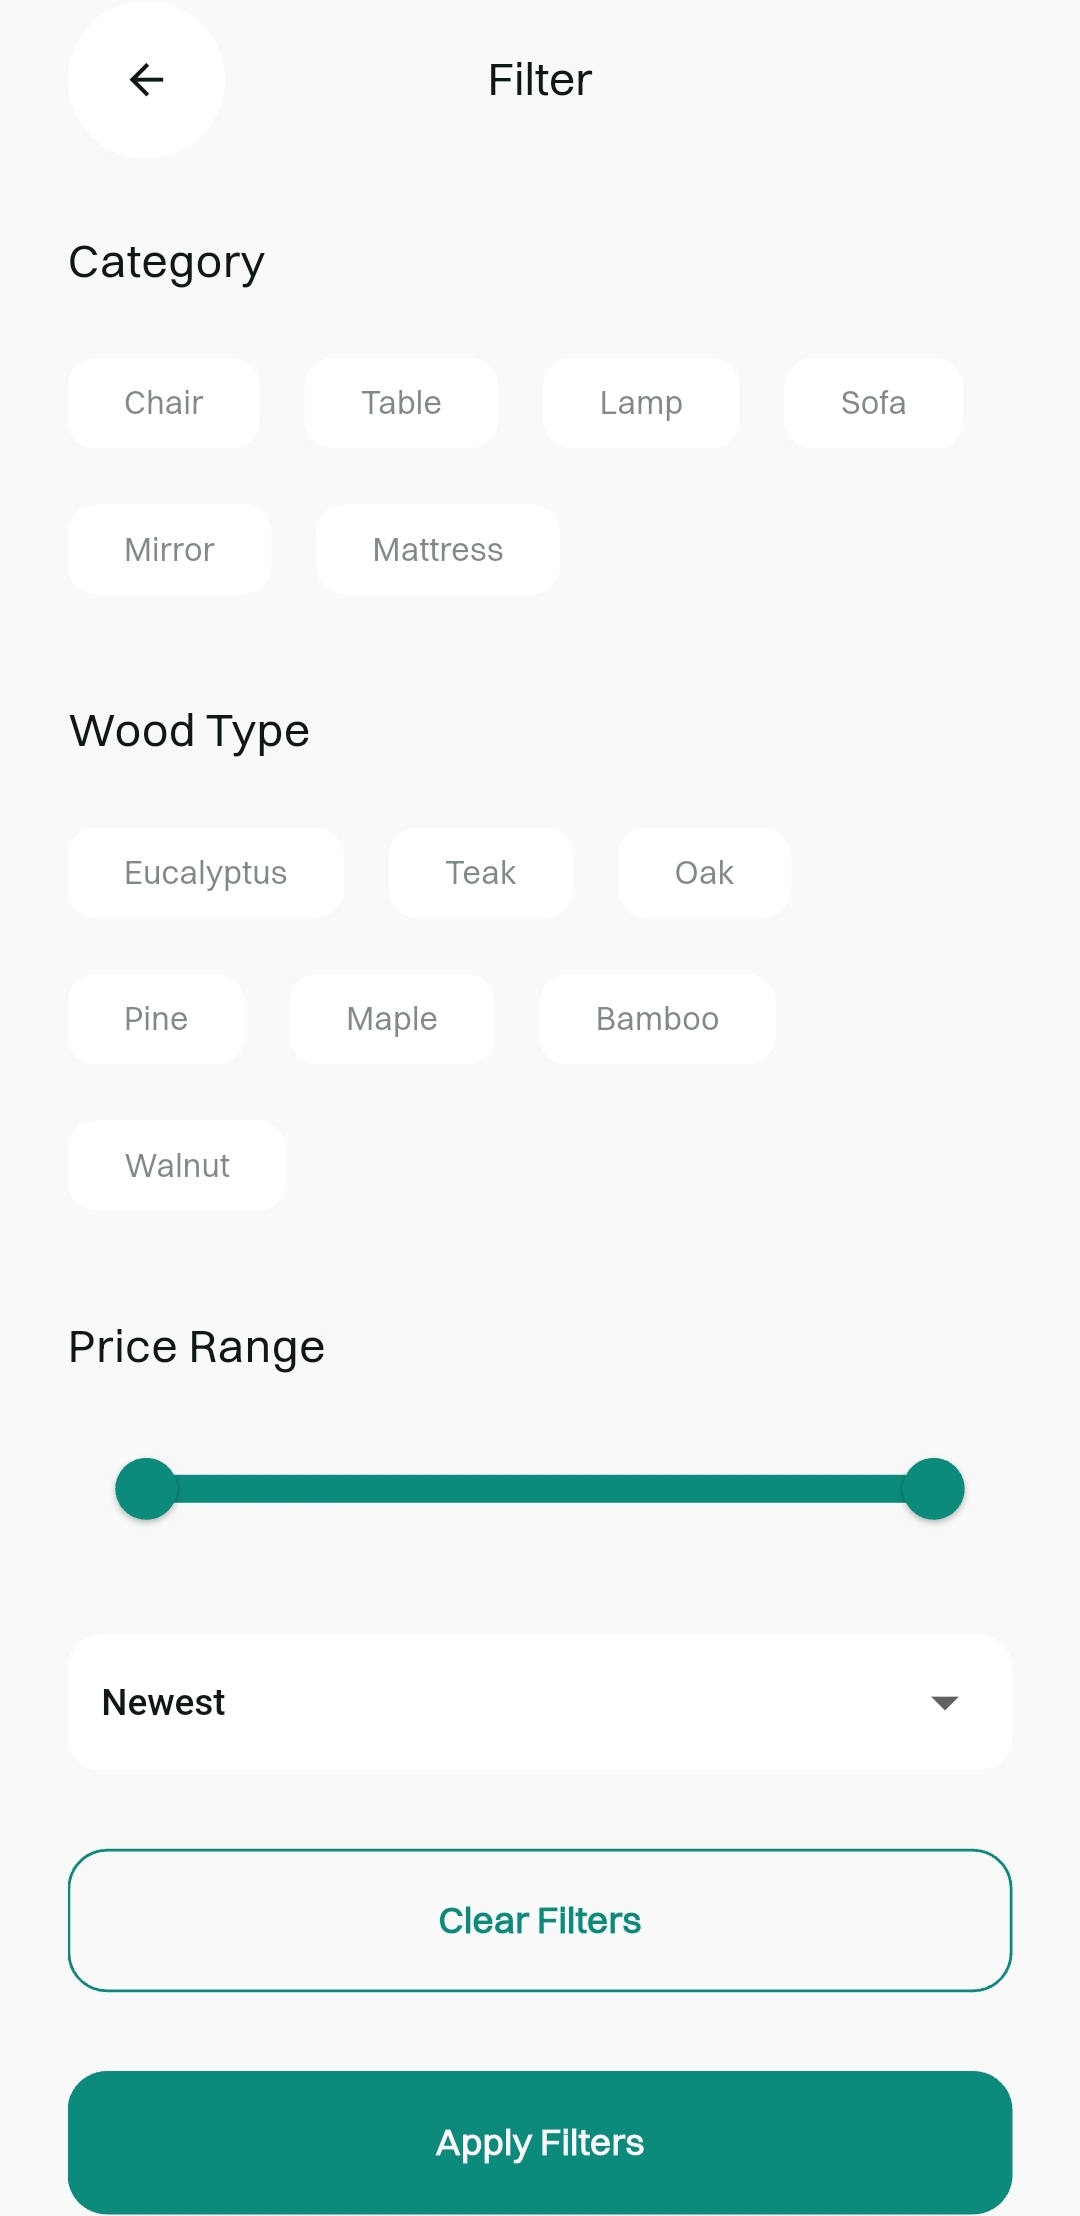 Filter
Category
Chair Table Lamp Sofa
Mirror Mattress
Wood Type
Eucalyptus Teak Oak
Pine Maple Bamboo
Walnut
Price Range
Newest
Clear Filters
Apply Filters